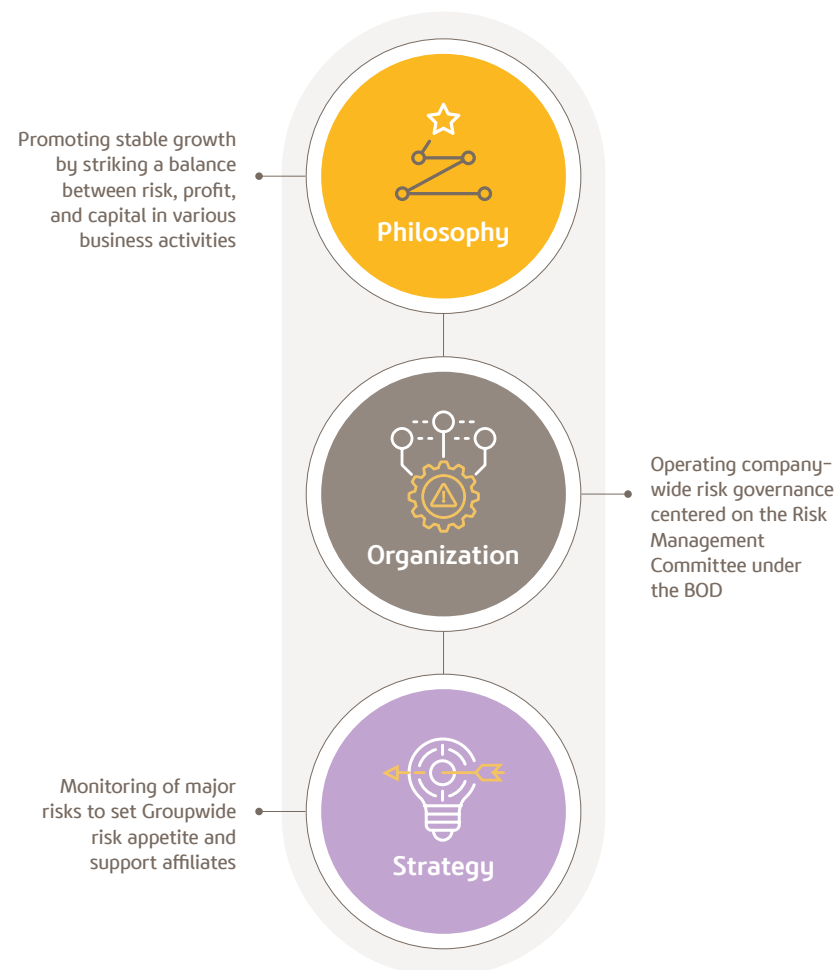 Promoting stable growth
by striking a balance
between risk, profit,
and capital in various
business activities
Philosophy
Organization
Operating company-
wide risk governance
centered on the Risk
Management
Committee under
the BOD
Monitoring of major
risks to set Groupwide
risk appetite and
support affiliates
Strategy